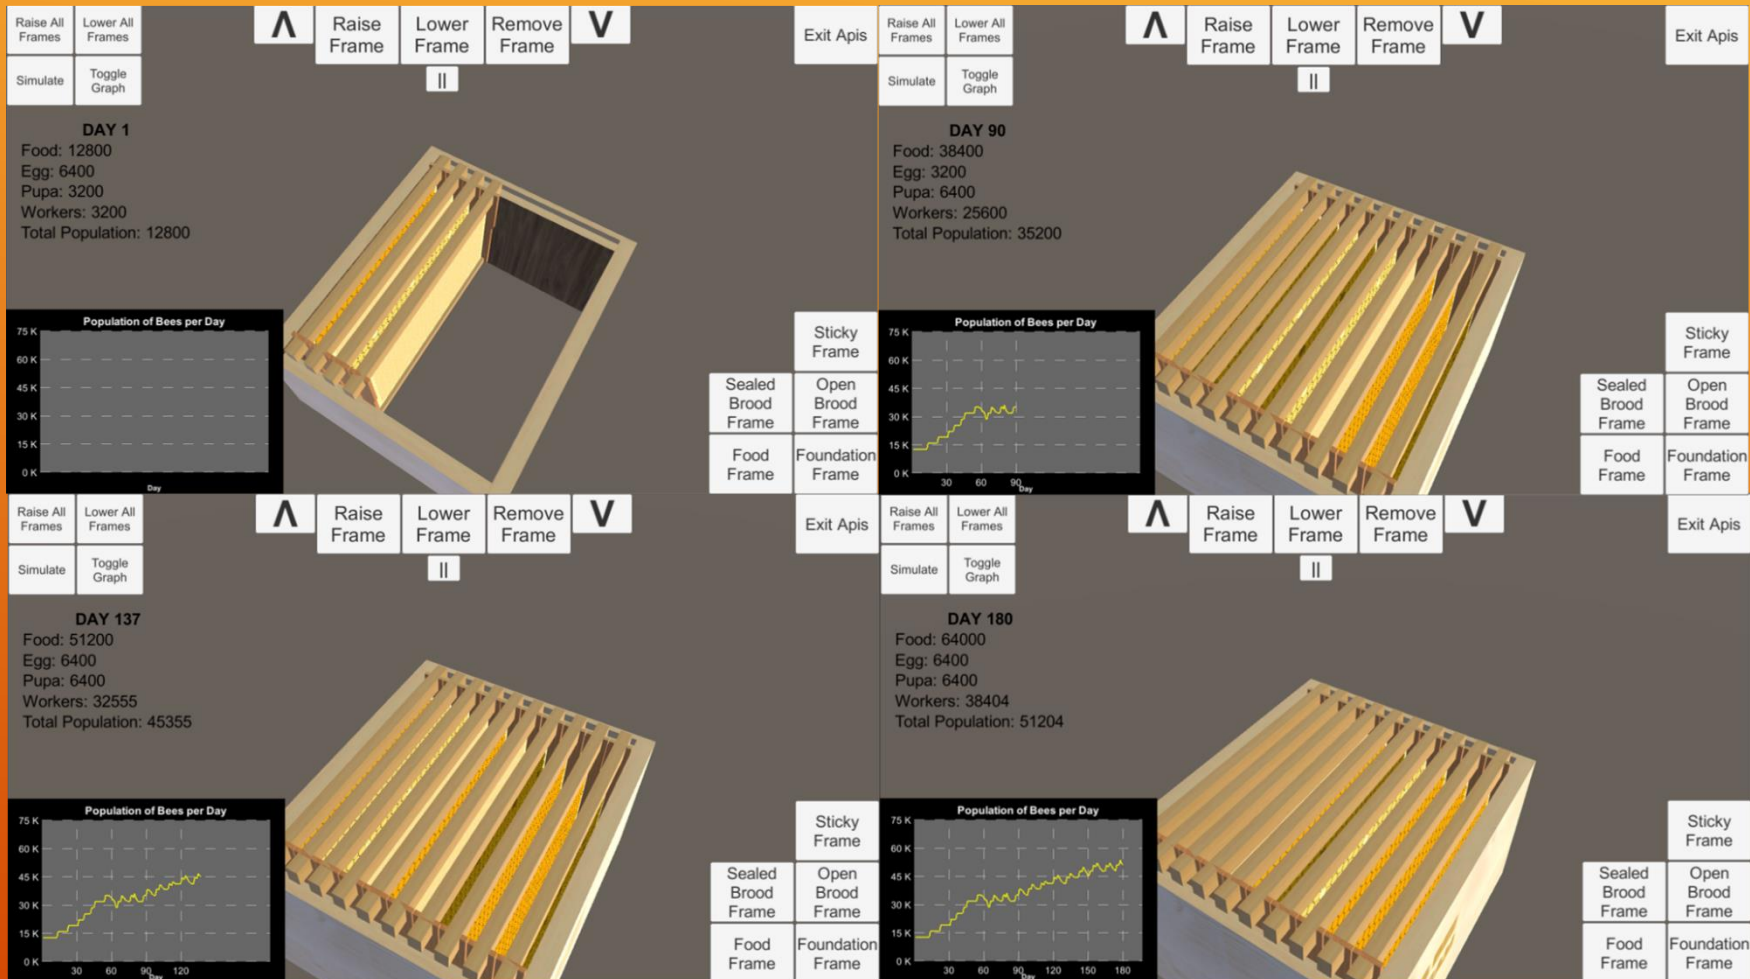 Raise All
Frames
Lower All
Frames
Λ
Raise
Frame
Lower
Frame
Remove
Frame
V
Exit Apis
Simulate
Toggle
Graph
||
DAY 1
Food: 12800
Egg: 6400
Pupa: 3200
Workers: 3200
Total Population: 12800
Population of Bees per Day
75 K
60 K
45 K
30 K
15 K
0 K
Day
Sticky
Frame
Sealed
Brood
Frame
Open
Brood
Frame
Food
Frame
Foundation
Frame
Raise All
Frames
Lower All
Frames
Λ
Raise
Frame
Lower
Frame
Remove
Frame
V
Exit Apis
Simulate
Toggle
Graph
||
DAY 90
Food: 38400
Egg: 3200
Pupa: 6400
Workers: 25600
Total Population: 35200
Population of Bees per Day
75 K
60 K
45 K
30 K
15 K
0 K
30 60 90
Day
Sticky
Frame
Sealed
Brood
Frame
Open
Brood
Frame
Food
Frame
Foundation
Frame
Raise All
Frames
Lower All
Frames
Λ
Raise
Frame
Lower
Frame
Remove
Frame
V
Exit Apis
Simulate
Toggle
Graph
||
DAY 137
Food: 51200
Egg: 6400
Pupa: 6400
Workers: 32555
Total Population: 45355
Population of Bees per Day
75 K
60 K
45 K
30 K
15 K
0 K
30 60 90 120
Day
Sticky
Frame
Sealed
Brood
Frame
Open
Brood
Frame
Food
Frame
Foundation
Frame
Raise All
Frames
Lower All
Frames
Λ
Raise
Frame
Lower
Frame
Remove
Frame
V
Exit Apis
Simulate
Toggle
Graph
||
DAY 180
Food: 64000
Egg: 6400
Pupa: 6400
Workers: 38404
Total Population: 51204
Population of Bees per Day
75 K
60 K
45 K
30 K
15 K
0 K
30 60 90 120 150 180
Day
Sticky
Frame
Sealed
Brood
Frame
Open
Brood
Frame
Food
Frame
Foundation
Frame